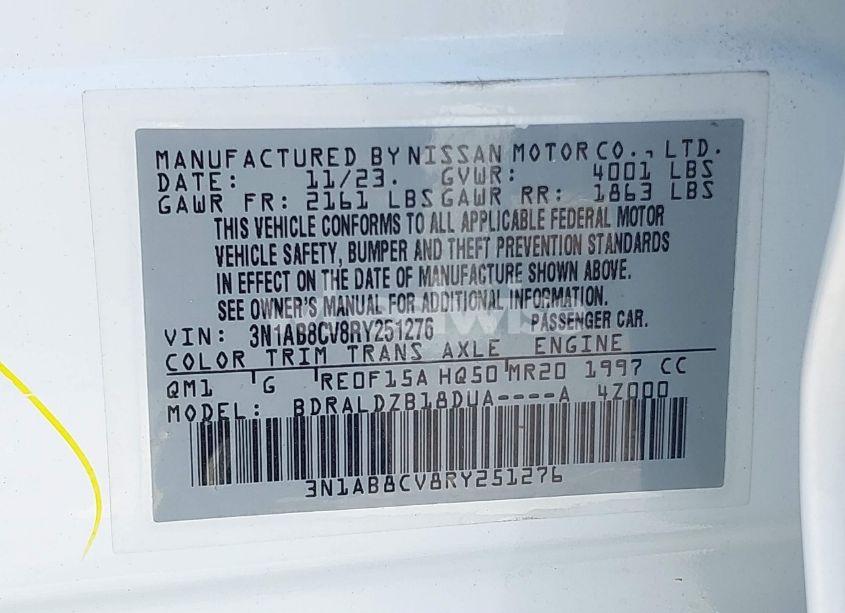 MANUFACTURED BY NISSAN MOTOR CO., LTD.
DATE: 11/23. GVWR: 4001 LBS
GAWR FR: 2161 LBS GAWR RR: 1863 LBS
THIS VEHICLE CONFORMS TO ALL APPLICABLE FEDERAL MOTOR
VEHICLE SAFETY, BUMPER AND THEFT PREVENTION STANDARDS
IN EFFECT ON THE DATE OF MANUFACTURE SHOWN ABOVE.
SEE OWNER'S MANUAL FOR ADDITIONAL INFORMATION.
VIN: 3N1AB8CV8RY251276 PASSENGER CAR.
COLOR TRIM TRANS AXLE ENGINE
QM1 G RE0F15A HQ50 MR20 1997 CC
MODEL: BDRALDZB18DUA----A 4Z000
3N1AB8CV8RY251276